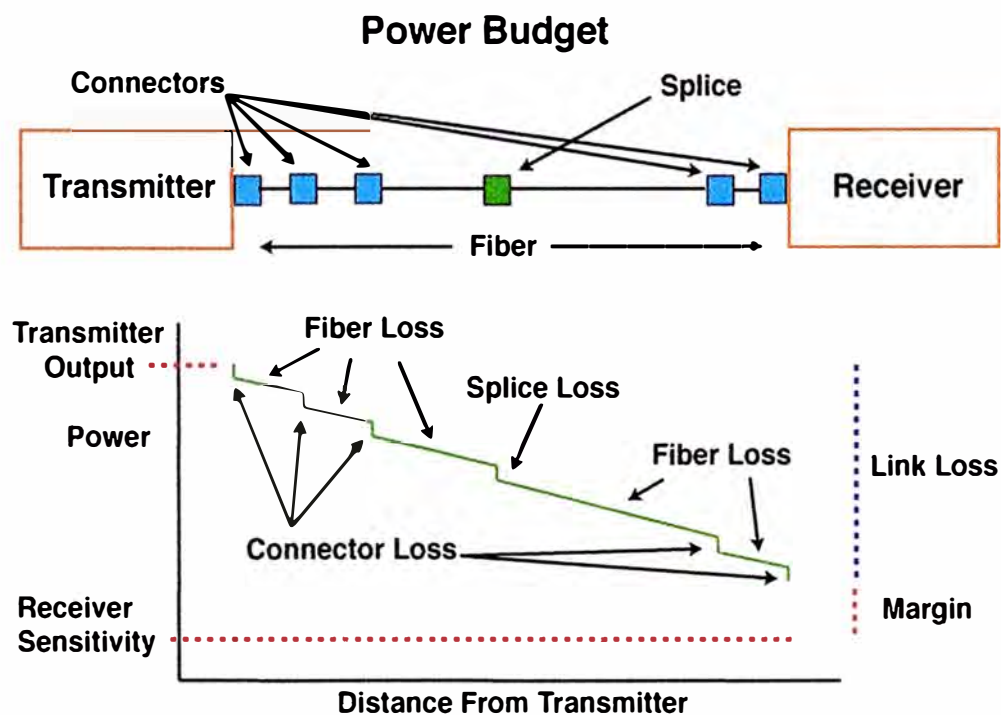 Power Budget
Connectors
Splice
Transmitter
Receiver
Fiber
Transmitter
Output
Fiber Loss
Splice Loss
Power
Fiber Loss
Link Loss
Connector Loss
Receiver
Sensitivity
Margin
Distance From Transmitter